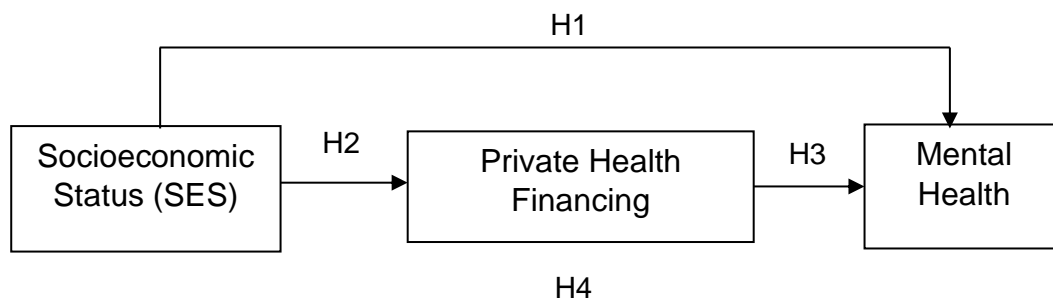 H1
Socioeconomic
Status (SES)
H2
Private Health
Financing
H3
Mental
Health
H4